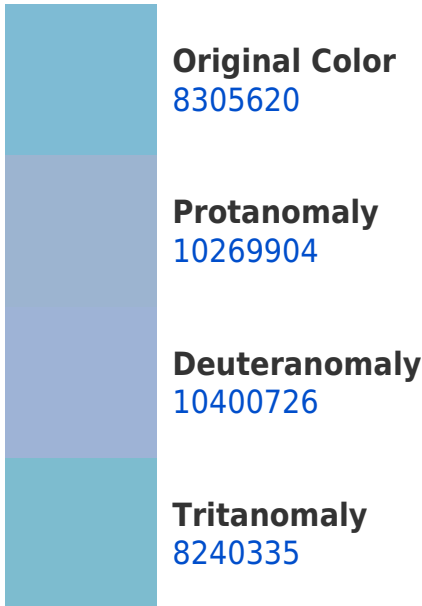 Original Color
8305620
Protanomaly
10269904
Deuteranomaly
10400726
Tritanomaly
8240335